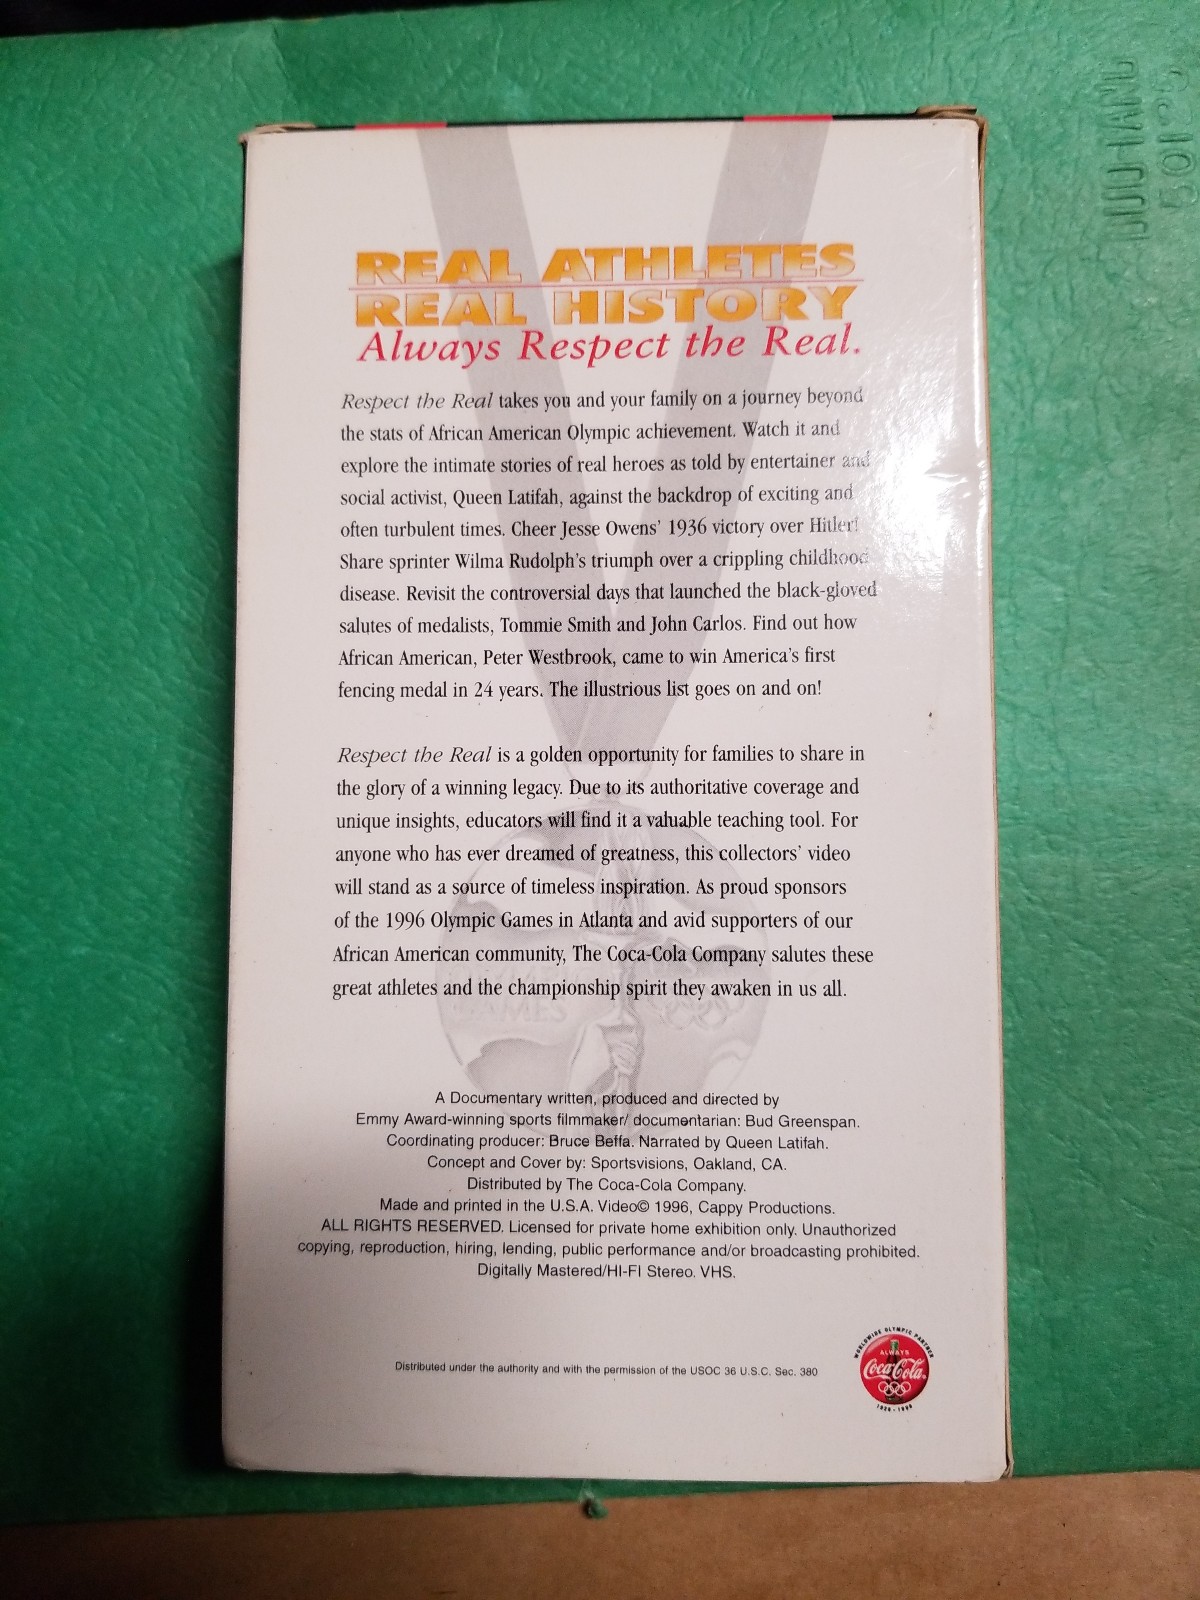 REAL ATHLETES
REAL HISTORY
Always Respect the Real.
Respect the Real takes you and your family on a journey beyond
the stats of African American Olympic achievement. Watch it and
explore the intimate stories of real heroes as told by entertainer and
social activist, Queen Latifah, against the backdrop of exciting and
often turbulent times. Cheer Jesse Owens' 1936 victory over Hitler!
Share sprinter Wilma Rudolph's triumph over a crippling childhood
disease. Revisit the controversial days that launched the black-gloved
salutes of medalists, Tommie Smith and John Carlos. Find out how
African American, Peter Westbrook, came to win America's first
fencing medal in 24 years. The illustrious list goes on and on!
Respect the Real is a golden opportunity for families to share in
the glory of a winning legacy. Due to its authoritative coverage and
unique insights, educators will find it a valuable teaching tool. For
anyone who has ever dreamed of greatness, this collectors' video
will stand as a source of timeless inspiration. As proud sponsors
of the 1996 Olympic Games in Atlanta and avid supporters of our
African American community, The Coca-Cola Company salutes these
great athletes and the championship spirit they awaken in us all.
GAMES
A Documentary written, produced and directed by
Emmy Award-winning sports filmmaker/ documentarian: Bud Greenspan.
Coordinating producer: Bruce Beffa. Narrated by Queen Latifah.
Concept and Cover by: Sportsvisions, Oakland, CA.
Distributed by The Coca-Cola Company.
Made and printed in the U.S.A. Video© 1996, Cappy Productions.
ALL RIGHTS RESERVED. Licensed for private home exhibition only. Unauthorized
copying, reproduction, hiring, lending, public performance and/or broadcasting prohibited.
Digitally Mastered/HI-FI Stereo. VHS.
WORLDWIDE OLYMPIC PARTNER
ALWAYS
Coca-Cola
1928 - 1996
Distributed under the authority and with the permission of the USOC 36 U.S.C. Sec. 380